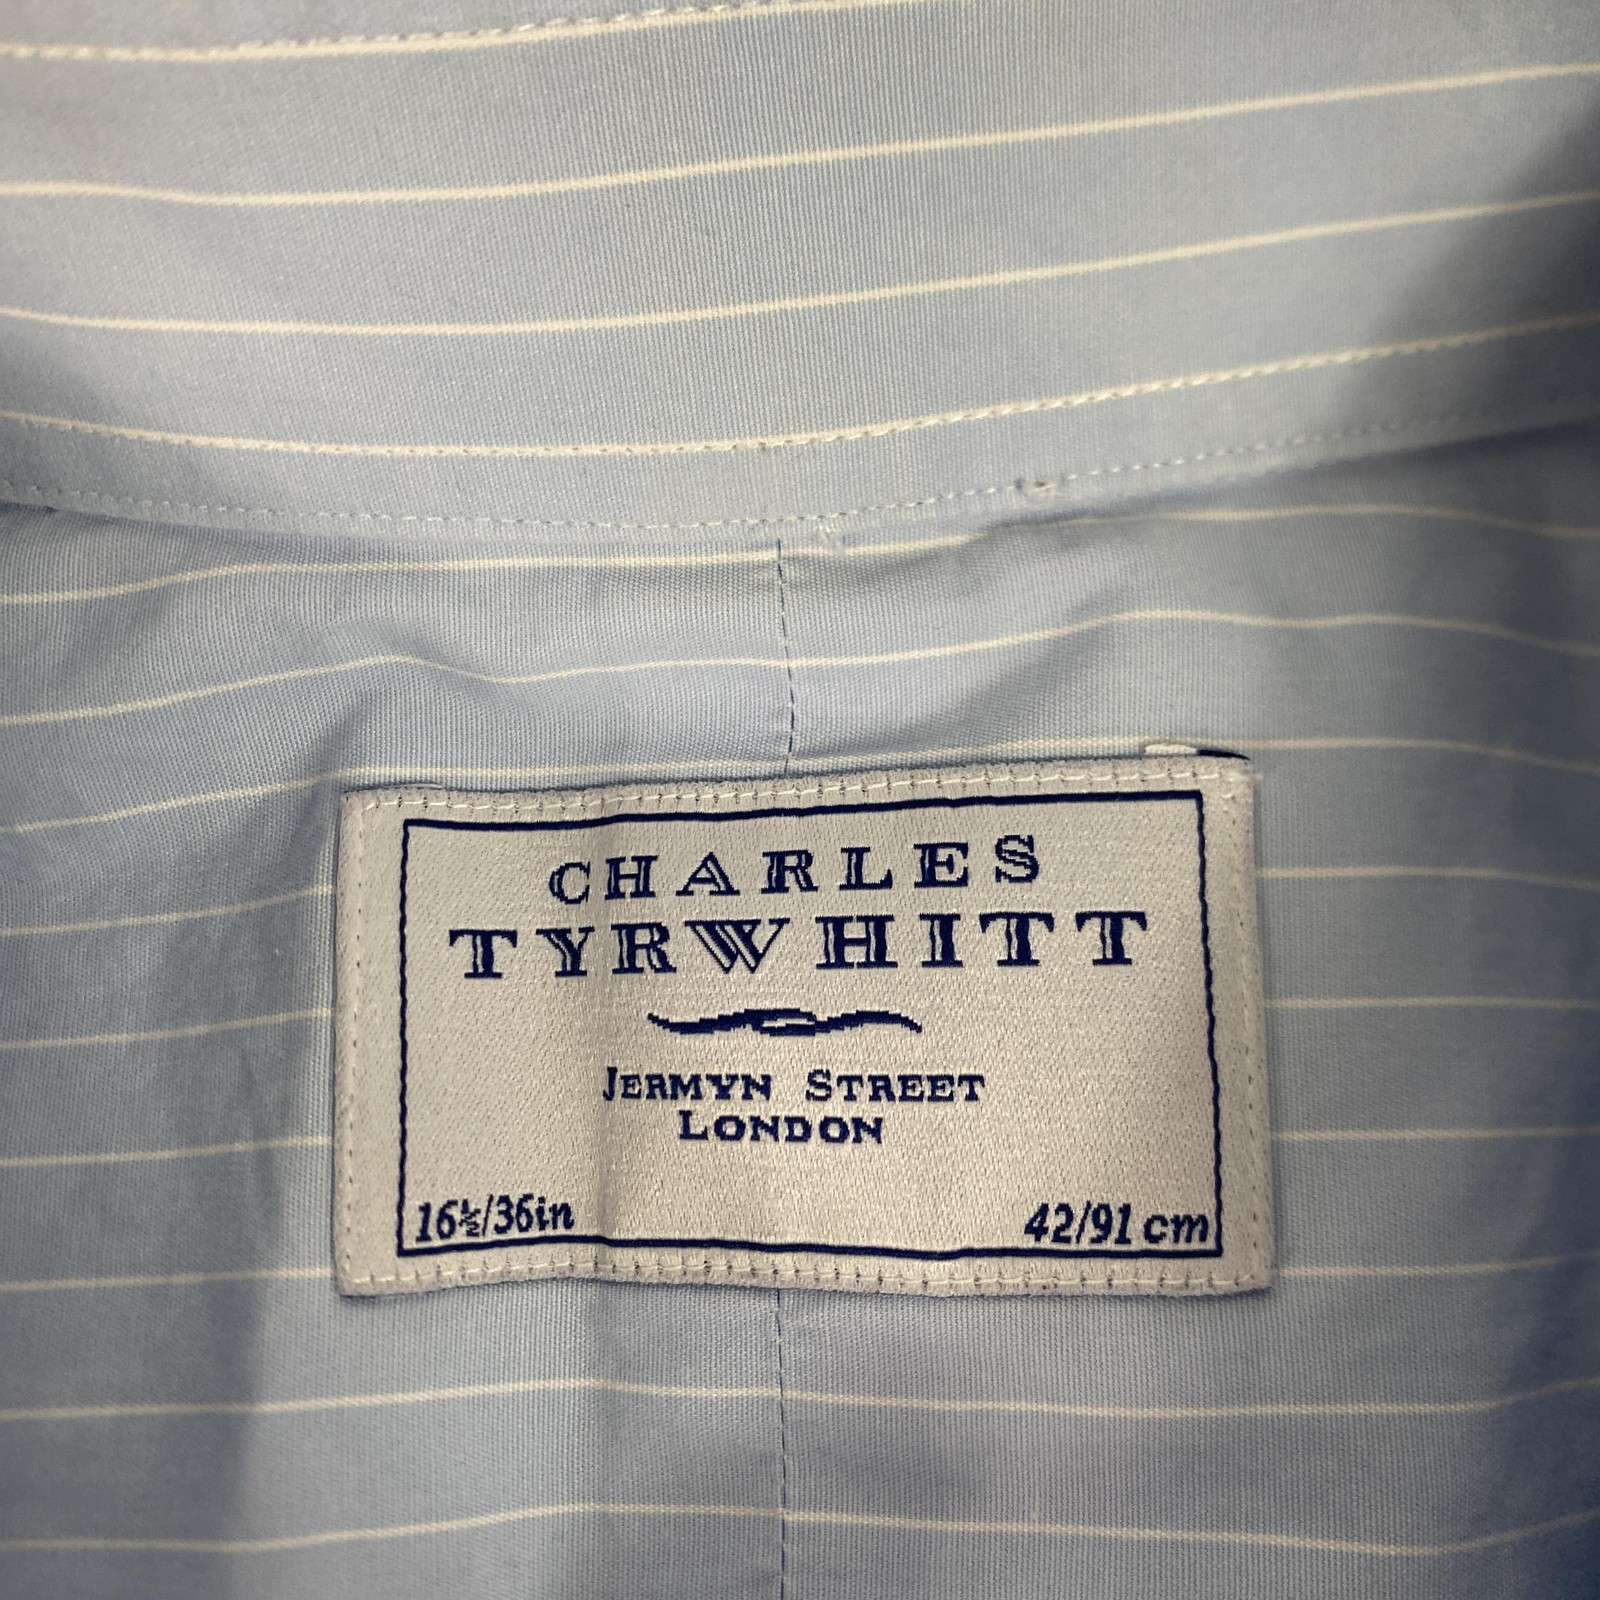 CHARLES
TYRWHITT
JERMYN STREET
LONDON
16½/36in 42/91 cm